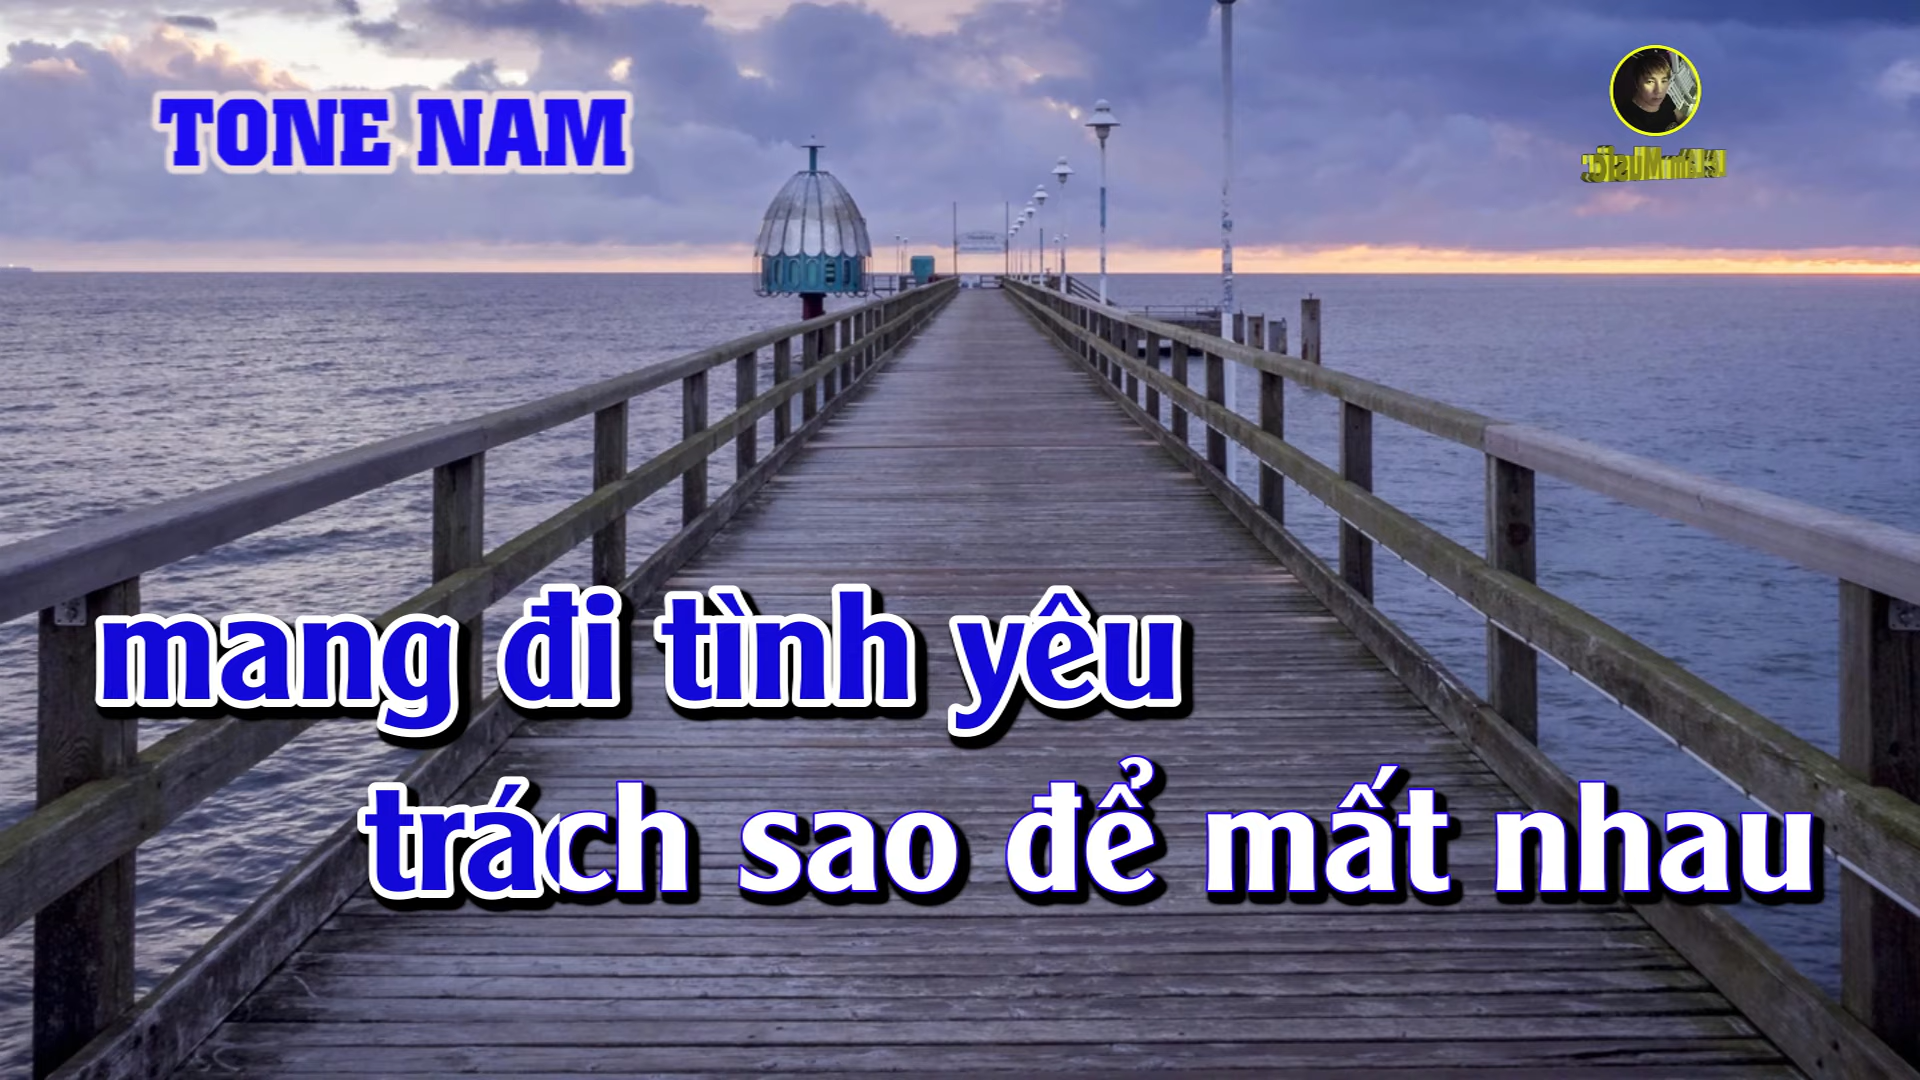 TONE NAM
mang đi tình yêu
trách sao để mất nhau